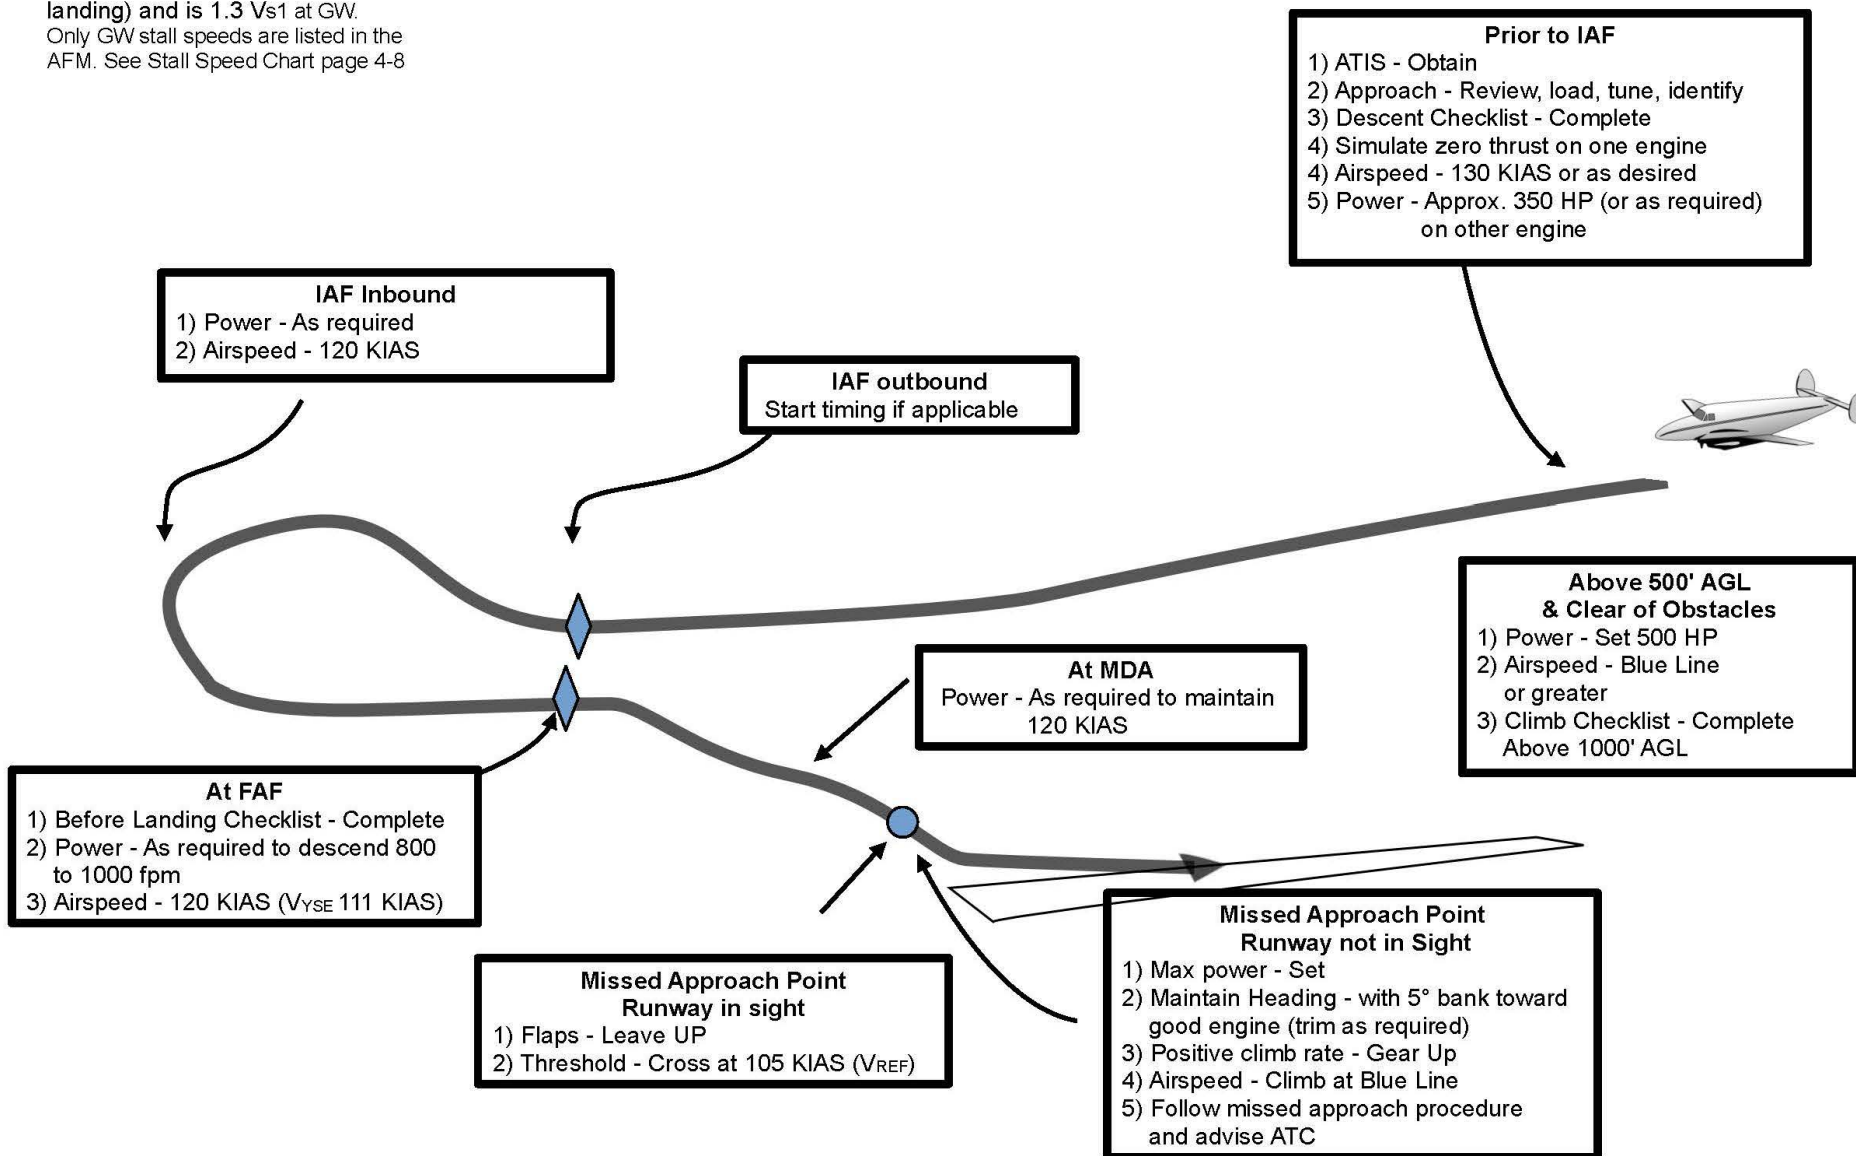 landing) and is 1.3 Vs1 at GW.
Only GW stall speeds are listed in the
AFM. See Stall Speed Chart page 4-8
Prior to IAF
1) ATIS - Obtain
2) Approach - Review, load, tune, identify
3) Descent Checklist - Complete
4) Simulate zero thrust on one engine
4) Airspeed - 130 KIAS or as desired
5) Power - Approx. 350 HP (or as required)
on other engine
IAF Inbound
1) Power - As required
2) Airspeed - 120 KIAS
IAF outbound
Start timing if applicable
Above 500' AGL
& Clear of Obstacles
1) Power - Set 500 HP
2) Airspeed - Blue Line
or greater
3) Climb Checklist - Complete
Above 1000' AGL
At MDA
Power - As required to maintain
120 KIAS
At FAF
1) Before Landing Checklist - Complete
2) Power - As required to descend 800
to 1000 fpm
3) Airspeed - 120 KIAS (VYSE 111 KIAS)
Missed Approach Point
Runway in sight
1) Flaps - Leave UP
2) Threshold - Cross at 105 KIAS (VREF)
Missed Approach Point
Runway not in Sight
1) Max power - Set
2) Maintain Heading - with 5° bank toward
good engine (trim as required)
3) Positive climb rate - Gear Up
4) Airspeed - Climb at Blue Line
5) Follow missed approach procedure
and advise ATC